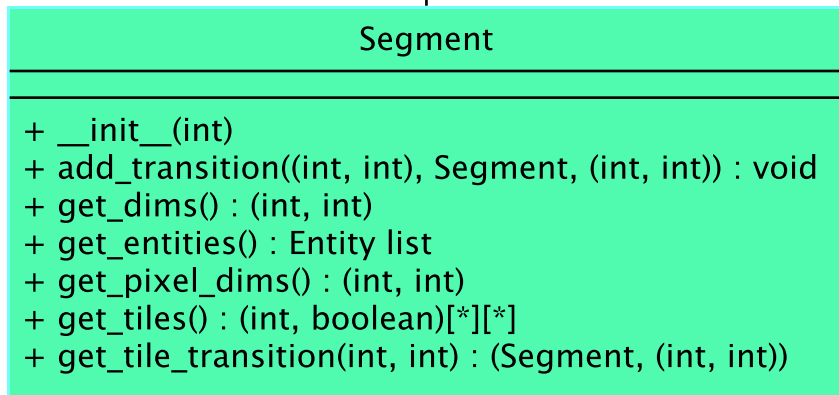 Segment
+ __init__(int)
+ add_transition((int, int), Segment, (int, int)) : void
+ get_dims() : (int, int)
+ get_entities() : Entity list
+ get_pixel_dims() : (int, int)
+ get_tiles() : (int, boolean)[*][*]
+ get_tile_transition(int, int) : (Segment, (int, int))